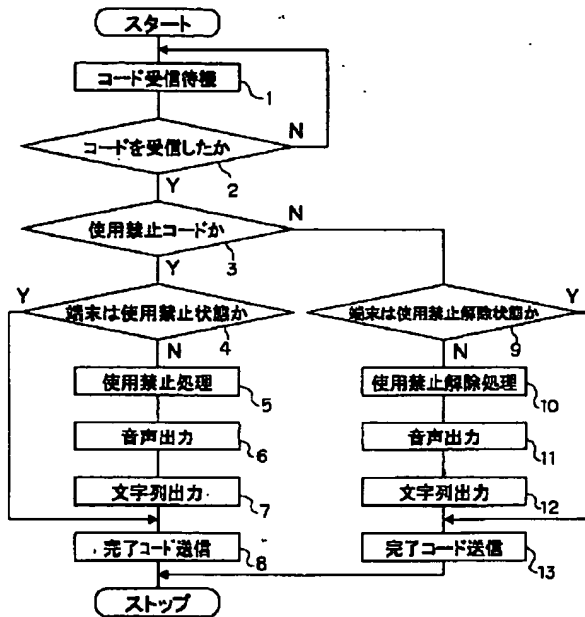 スタート
コード受信待機
1
コードを受信したか
N
2
Y
使用禁止コードか
N
3
Y
Y
端末は使用禁止状態か
4
端末は使用禁止解除状態か
Y
9
N
N
使用禁止処理
5
使用禁止解除処理
10
音声出力
6
音声出力
11
文字列出力
7
文字列出力
12
完了コード送信
8
完了コード送信
13
ストップ